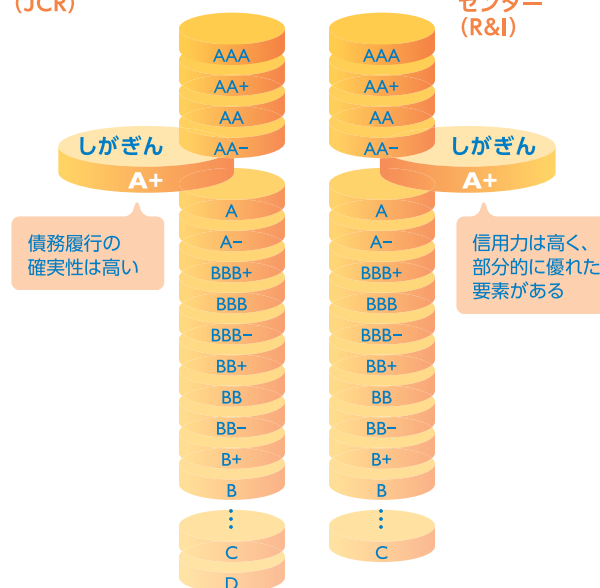 (JCR)
センター
(R&I)
AAA
AA+
AA
AA−
しがぎん
A+
A
A−
BBB+
BBB
BBB−
BB+
BB
BB−
B+
B
⋮
C
D
債務履行の
確実性は高い
AAA
AA+
AA
AA−
しがぎん
A+
A
A−
BBB+
BBB
BBB−
BB+
BB
BB−
B+
B
⋮
C
信用力は高く、
部分的に優れた
要素がある